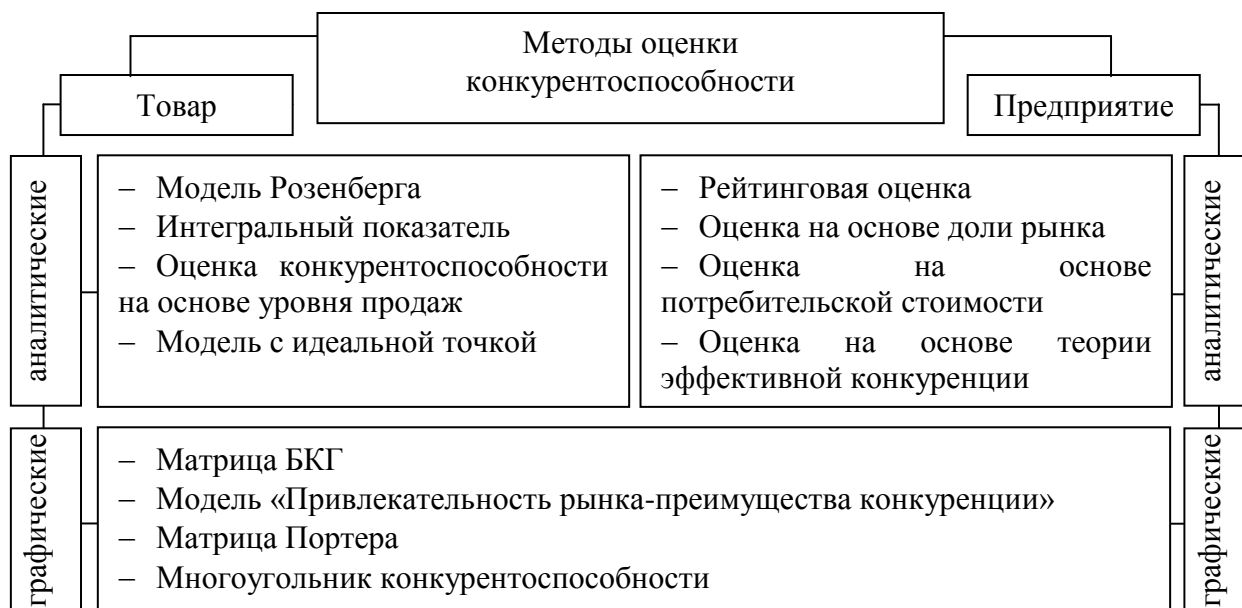 Методы оценки
конкурентоспособности
Товар
Предприятие
аналитические
– Модель Розенберга
– Интегральный показатель
– Оценка конкурентоспособности
на основе уровня продаж
– Модель с идеальной точкой
– Рейтинговая оценка
– Оценка на основе доли рынка
– Оценка на основе
потребительской стоимости
– Оценка на основе теории
эффективной конкуренции
аналитические
графические
– Матрица БКГ
– Модель «Привлекательность рынка-преимущества конкуренции»
– Матрица Портера
– Многоугольник конкурентоспособности
графические